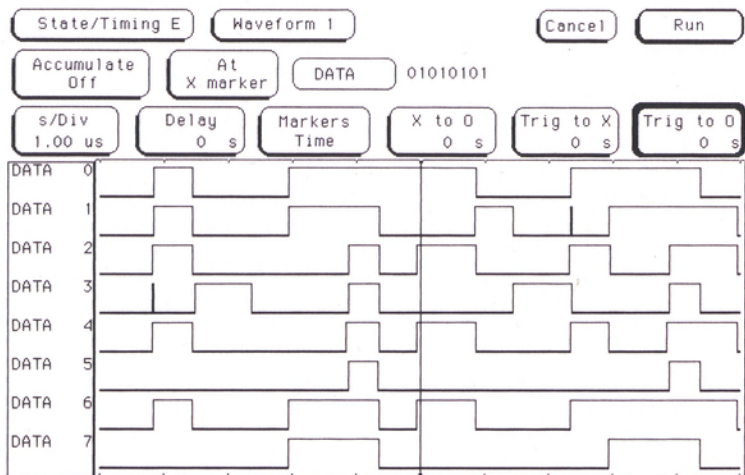 State/Timing E Waveform 1 Cancel Run
Accumulate Off At X marker DATA 01010101
s/Div 1.00 us Delay 0 s Markers Time X to O 0 s Trig to X 0 s Trig to O 0 s
DATA 0
DATA 1
DATA 2
DATA 3
DATA 4
DATA 5
DATA 6
DATA 7